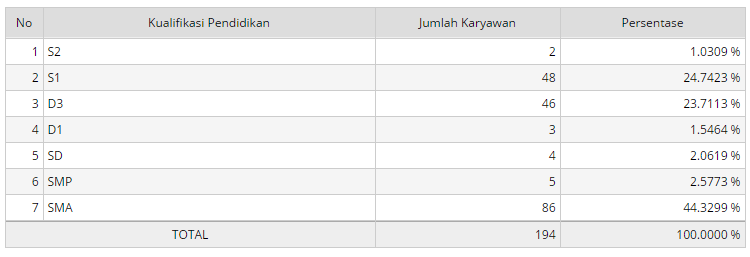 No Kualifikasi Pendidikan Jumlah Karyawan Persentase
1 S2 2 1.0309 %
2 S1 48 24.7423 %
3 D3 46 23.7113 %
4 D1 3 1.5464 %
5 SD 4 2.0619 %
6 SMP 5 2.5773 %
7 SMA 86 44.3299 %
TOTAL 194 100.0000 %